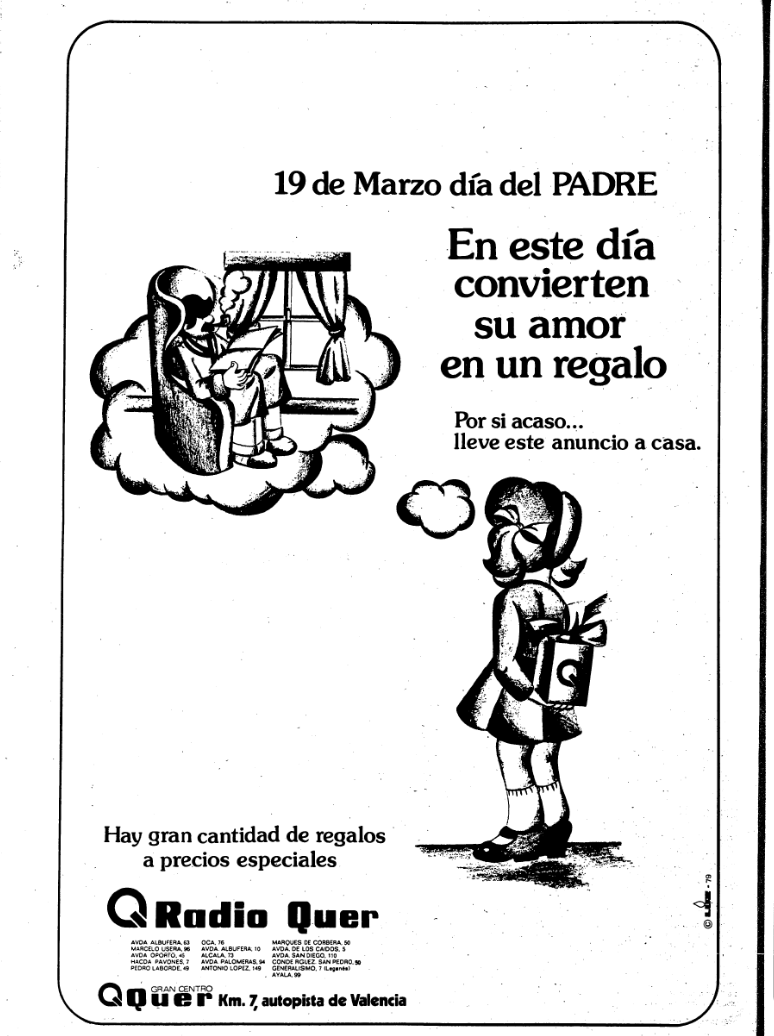 19 de Marzo día del PADRE
En este día
convierten
su amor
en un regalo
Por si acaso...
lleve este anuncio a casa.
Q
Hay gran cantidad de regalos
a precios especiales
Q Radio Quer
AVDA. ALBUFERA, 63
MARCELO USERA, 96
AVDA. OPORTO, 45
HACDA. PAVONES, 7
PEDRO LABORDE, 49
OCA, 76
AVDA. ALBUFERA, 10
ALCALA, 73
AVDA. PALOMERAS, 94
ANTONIO LOPEZ, 149
MARQUES DE CORBERA, 50
AVDA. DE LOS CAIDOS, 5
AVDA. SAN DIEGO, 110
CONDE RGUEZ. SAN PEDRO, 50
GENERALISIMO, 7 (Leganés)
AYALA, 99
GRAN CENTRO
Q Quer Km. 7, autopista de Valencia
79